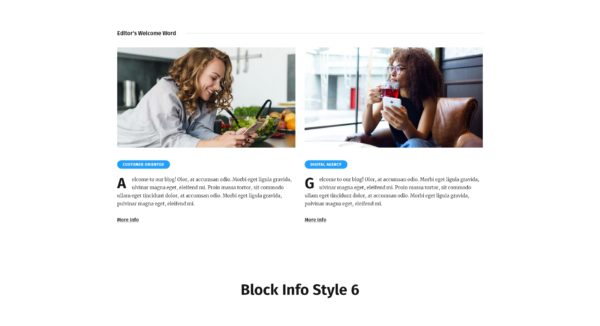 Editor's Welcome Word
CUSTOMER ORIENTED
A elcome to our blog! Olor, at accumsan odio. Morbi eget ligula gravida,
ulvinar magna eget, eleifend mi. Proin massa tortor, sit commodo
ullam eget tincidunt dolor, at accumsan odio. Morbi eget ligula,
pulvinar magna eget, eleifend mi.
More info
DIGITAL AGENCY
G elcome to our blog! Olor, at accumsan odio. Morbi eget ligula gravida,
ulvinar magna eget, eleifend mi. Proin massa tortor, sit commodo
ullam eget tincidunt dolor, at accumsan odio. Morbi eget ligula,
pulvinar magna eget, eleifend mi.
More info
Block Info Style 6